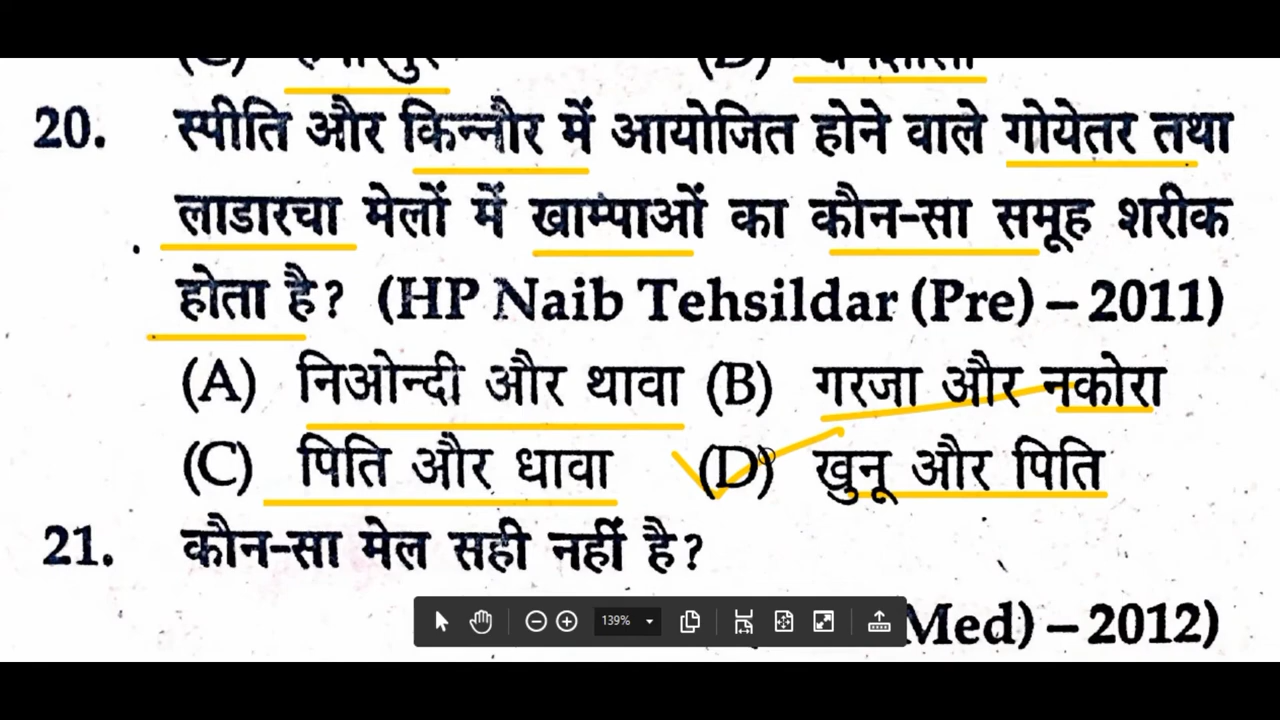 20. स्पीति और किन्नौर में आयोजित होने वाले गोयेतर तथा
लाडारचा मेलों में खाम्पाओं का कौन-सा समूह शरीक
होता है? (HP Naib Tehsildar (Pre) – 2011)
(A) निओन्दी और थावा (B) गरजा और नकोरा
(C) पिति और धावा (D) खुनू और पिति
21. कौन-सा मेल सही नहीं है?
139% Med) – 2012)